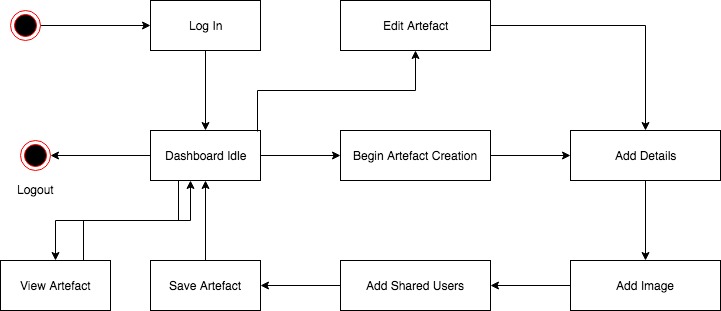 Log In
Edit Artefact
Dashboard Idle
Begin Artefact Creation
Add Details
Logout
View Artefact
Save Artefact
Add Shared Users
Add Image